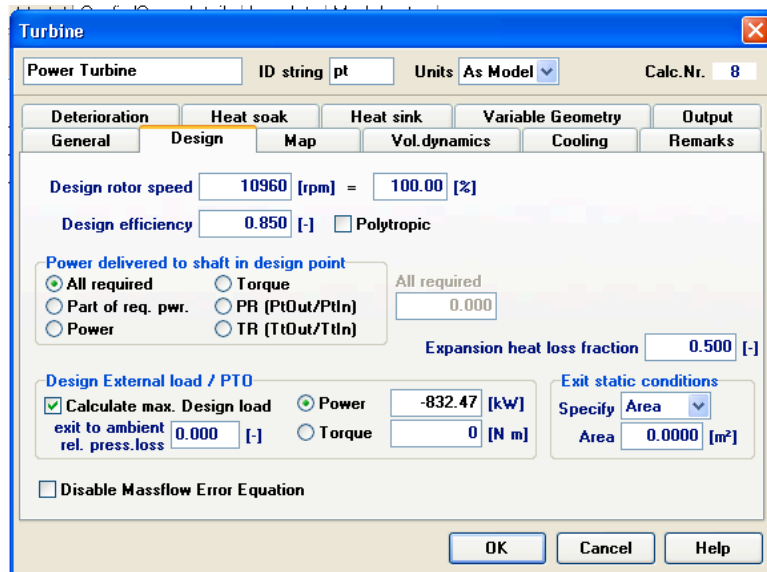 Turbine
Power Turbine ID string pt Units As Model Calc.Nr. 8
Deterioration Heat soak Heat sink Variable Geometry Output
General Design Map Vol.dynamics Cooling Remarks
Design rotor speed 10960 [rpm] = 100.00 [%]
Design efficiency 0.850 [-] Polytropic
Power delivered to shaft in design point
All required Torque All required
Part of req. pwr. PR (PtOut/PtIn) 0.000
Power TR (TtOut/TtIn)
Expansion heat loss fraction 0.500 [-]
Design External load / PTO Exit static conditions
Calculate max. Design load Power -832.47 [kW] Specify Area
exit to ambient
rel. press.loss 0.000 [-] Torque 0 [N m] Area 0.0000 [m²]
Disable Massflow Error Equation
OK Cancel Help